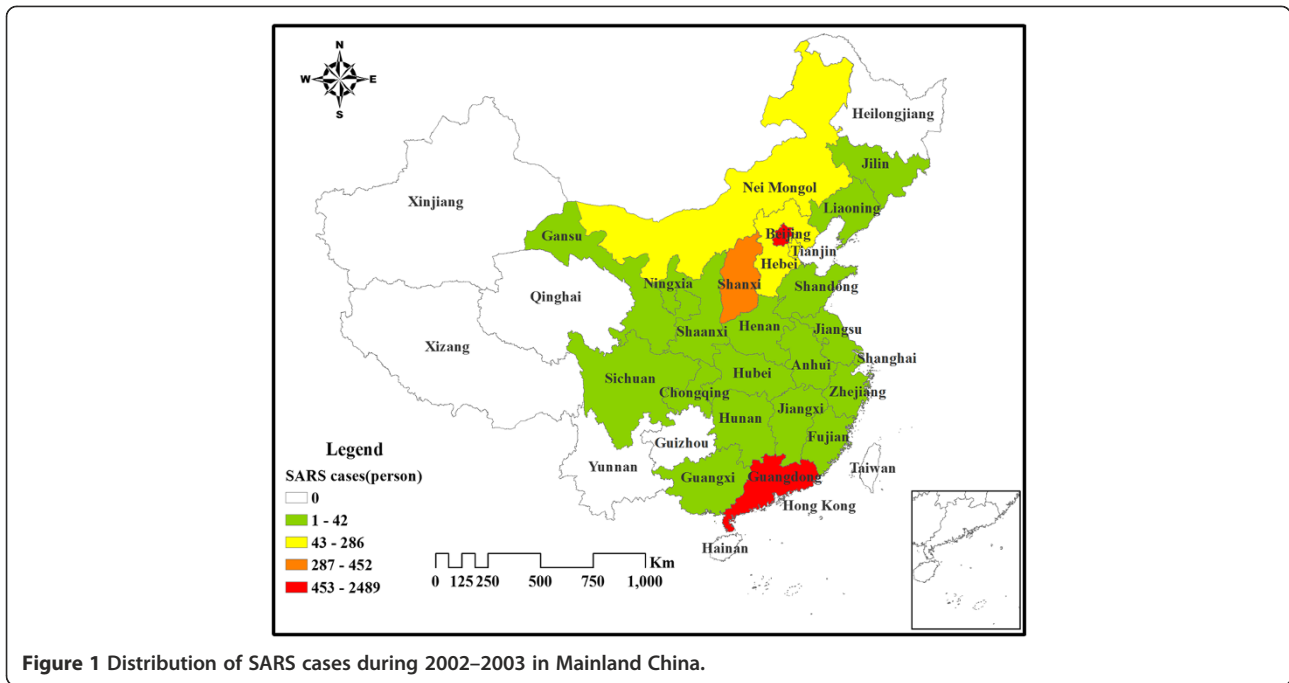 N
W E
S
Heilongjiang
Jilin
Nei Mongol
Liaoning
Xinjiang
Gansu
Beijing
Tianjin
Hebei
Ningxia
Shanxi
Shandong
Qinghai
Shaanxi
Henan
Jiangsu
Xizang
Shanghai
Anhui
Hubei
Sichuan
Zhejiang
Chongqing
Jiangxi
Hunan
Fujian
Guizhou
Yunnan
Taiwan
Guangxi
Guangdong
Hong Kong
Hainan
Legend
SARS cases(person)
0
1 - 42
43 - 286
287 - 452
453 - 2489
Km
0 125 250 500 750 1,000
Figure 1 Distribution of SARS cases during 2002–2003 in Mainland China.